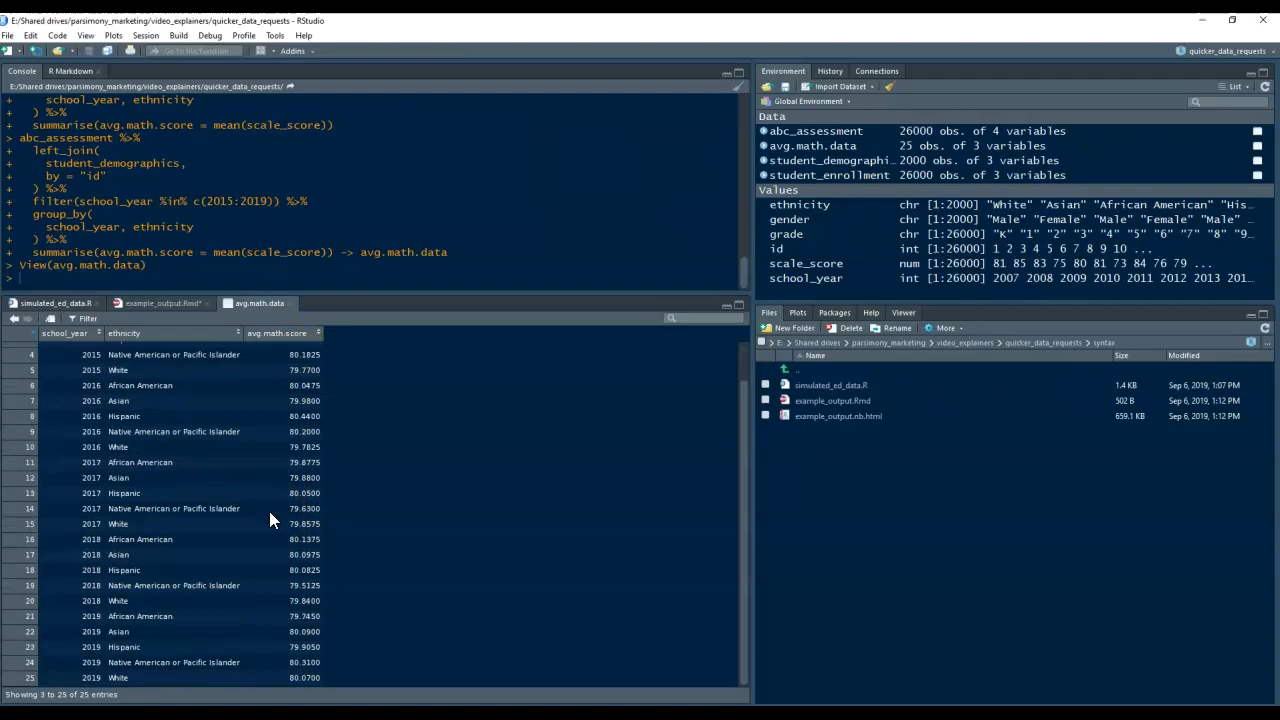 E:/Shared drives/parsimony_marketing/video_explainers/quicker_data_requests - RStudio
File Edit Code View Plots Session Build Debug Profile Tools Help
Go to file/function Addins quicker_data_requests
Console R Markdown
E:/Shared drives/parsimony_marketing/video_explainers/quicker_data_requests/
+ school_year, ethnicity
+ ) %>%
+ summarise(avg.math.score = mean(scale_score))
> abc_assessment %>%
+ left_join(
+ student_demographics,
+ by = "id"
+ ) %>%
+ filter(school_year %in% c(2015:2019)) %>%
+ group_by(
+ school_year, ethnicity
+ ) %>%
+ summarise(avg.math.score = mean(scale_score)) -> avg.math.data
> View(avg.math.data)
>
simulated_ed_data.R example_output.Rmd* avg.math.data
Filter
school_year ethnicity avg.math.score
4 2015 Native American or Pacific Islander 80.1825
5 2015 White 79.7700
6 2016 African American 80.0475
7 2016 Asian 79.9800
8 2016 Hispanic 80.4400
9 2016 Native American or Pacific Islander 80.2000
10 2016 White 79.7825
11 2017 African American 79.8775
12 2017 Asian 79.8800
13 2017 Hispanic 80.0500
14 2017 Native American or Pacific Islander 79.6300
15 2017 White 79.8575
16 2018 African American 80.1375
17 2018 Asian 80.0975
18 2018 Hispanic 80.0825
19 2018 Native American or Pacific Islander 79.5125
20 2018 White 79.8400
21 2019 African American 79.7450
22 2019 Asian 80.0900
23 2019 Hispanic 79.9050
24 2019 Native American or Pacific Islander 80.3100
25 2019 White 80.0700
Showing 3 to 25 of 25 entries
Environment History Connections
Import Dataset List
Global Environment
Data
abc_assessment 26000 obs. of 4 variables
avg.math.data 25 obs. of 3 variables
student_demographi… 2000 obs. of 3 variables
student_enrollment 26000 obs. of 3 variables
Values
ethnicity chr [1:2000] "White" "Asian" "African American" "His…
gender chr [1:2000] "Male" "Female" "Male" "Female" "Male" …
grade chr [1:26000] "K" "1" "2" "3" "4" "5" "6" "7" "8" "9…
id int [1:26000] 1 2 3 4 5 6 7 8 9 10 ...
scale_score num [1:26000] 81 85 83 75 80 81 73 84 76 79 ...
school_year int [1:26000] 2007 2008 2009 2010 2011 2012 2013 201…
Files Plots Packages Help Viewer
New Folder Delete Rename More
E: Shared drives parsimony_marketing video_explainers quicker_data_requests syntax ...
Name Size Modified
..
simulated_ed_data.R 1.4 KB Sep 6, 2019, 1:07 PM
example_output.Rmd 502 B Sep 6, 2019, 1:12 PM
example_output.nb.html 659.1 KB Sep 6, 2019, 1:12 PM